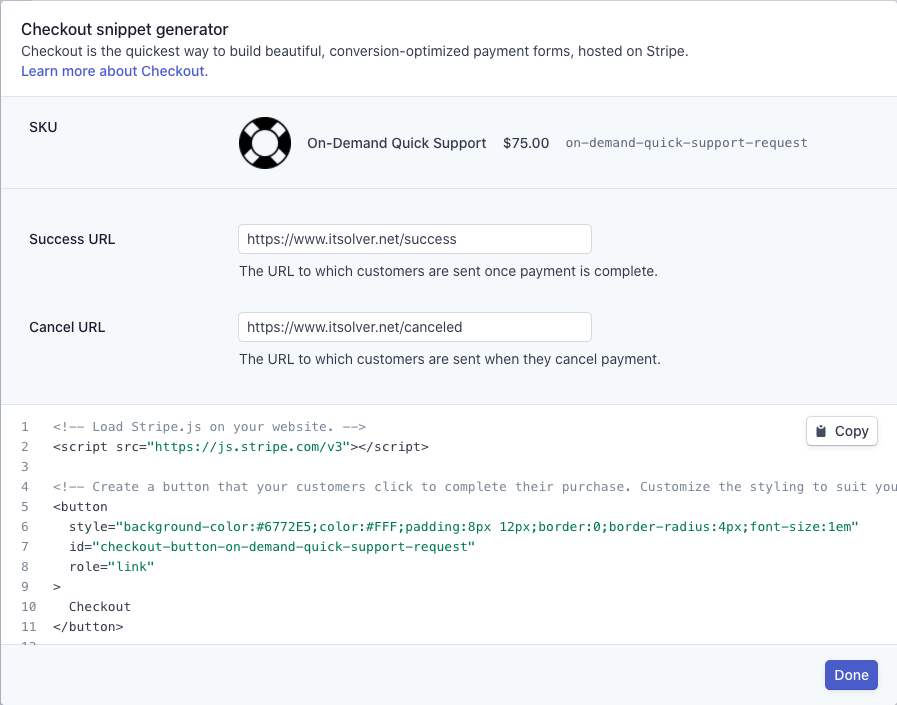 Checkout snippet generator
Checkout is the quickest way to build beautiful, conversion-optimized payment forms, hosted on Stripe.
Learn more about Checkout.
SKU
On-Demand Quick Support $75.00 on-demand-quick-support-request
Success URL
https://www.itsolver.net/success
The URL to which customers are sent once payment is complete.
Cancel URL
https://www.itsolver.net/canceled
The URL to which customers are sent when they cancel payment.
Copy
1 <!-- Load Stripe.js on your website. -->
2 <script src="https://js.stripe.com/v3"></script>
3
4 <!-- Create a button that your customers click to complete their purchase. Customize the styling to suit you
5 <button
6 style="background-color:#6772E5;color:#FFF;padding:8px 12px;border:0;border-radius:4px;font-size:1em"
7 id="checkout-button-on-demand-quick-support-request"
8 role="link"
9 >
10 Checkout
11 </button>
Done